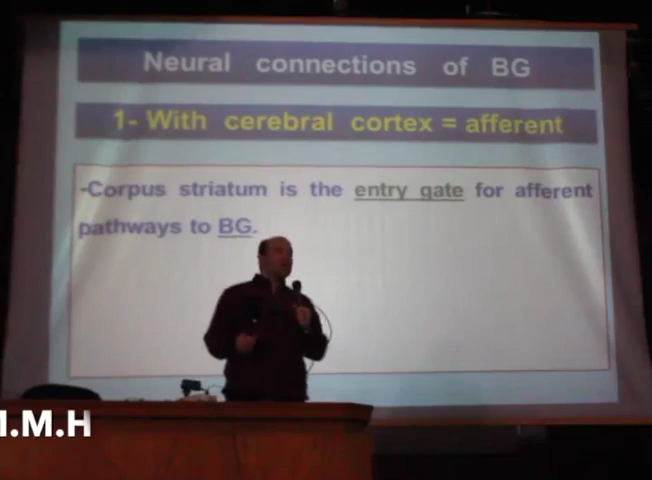 Neural connections of BG
1- With cerebral cortex = afferent
-Corpus striatum is the entry gate for afferent
pathways to BG.
.M.H